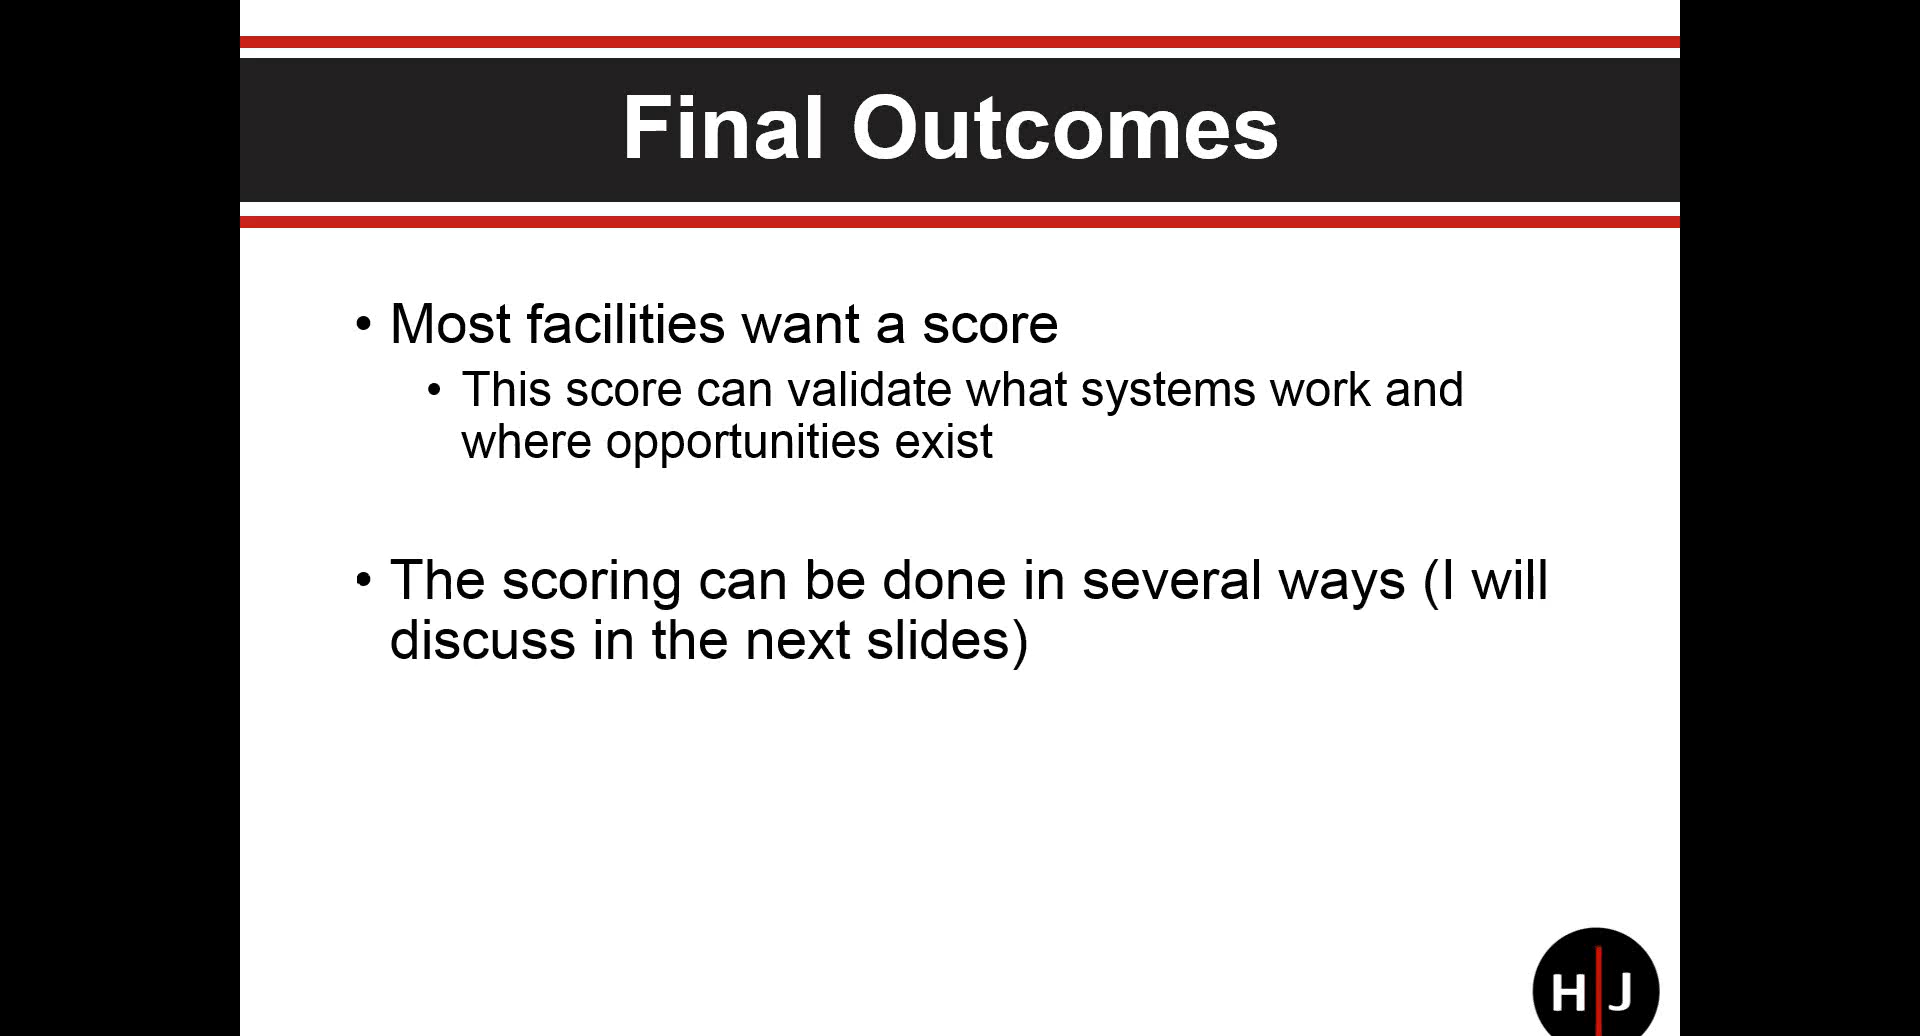 Final Outcomes
• Most facilities want a score
• This score can validate what systems work and
where opportunities exist
• The scoring can be done in several ways (I will
discuss in the next slides)
H J